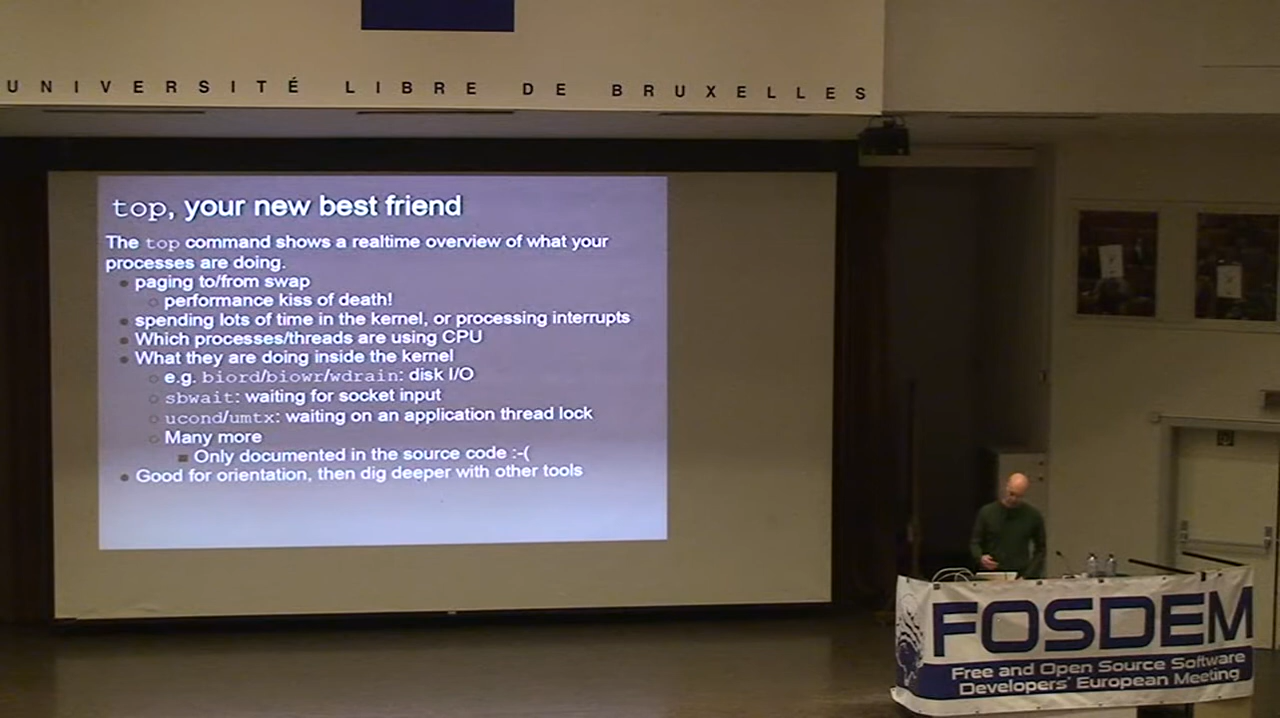 UNIVERSITÉ LIBRE DE BRUXELLES
top, your new best friend
The top command shows a realtime overview of what your
processes are doing.
paging to/from swap
performance kiss of death!
spending lots of time in the kernel, or processing interrupts
Which processes/threads are using CPU
What they are doing inside the kernel
e.g. biord/biowr/wdrain: disk I/O
sbwait: waiting for socket input
ucond/umtx: waiting on an application thread lock
Many more
Only documented in the source code :-(
Good for orientation, then dig deeper with other tools
FOSDEM
Free and Open Source Software
Developers' European Meeting